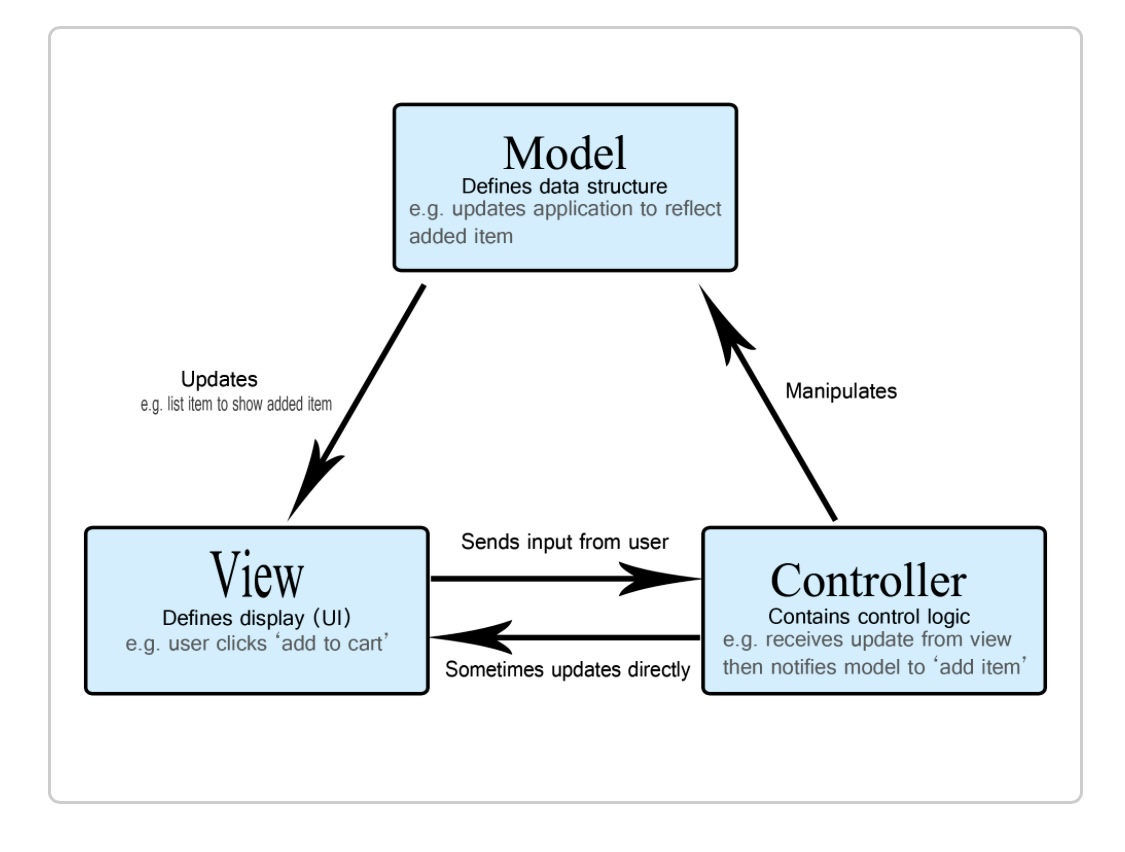 Model
Defines data structure
e.g. updates application to reflect
added item
Updates
e.g. list item to show added item
Manipulates
View
Defines display (UI)
e.g. user clicks ‘add to cart’
Sends input from user
Sometimes updates directly
Controller
Contains control logic
e.g. receives update from view
then notifies model to ‘add item’